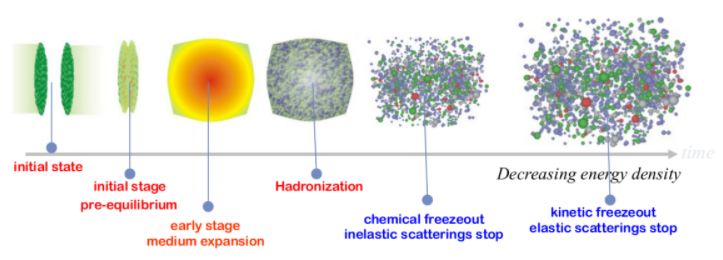 time
Decreasing energy density
initial state
initial stage
pre-equilibrium
Hadronization
early stage
medium expansion
chemical freezeout
inelastic scatterings stop
kinetic freezeout
elastic scatterings stop